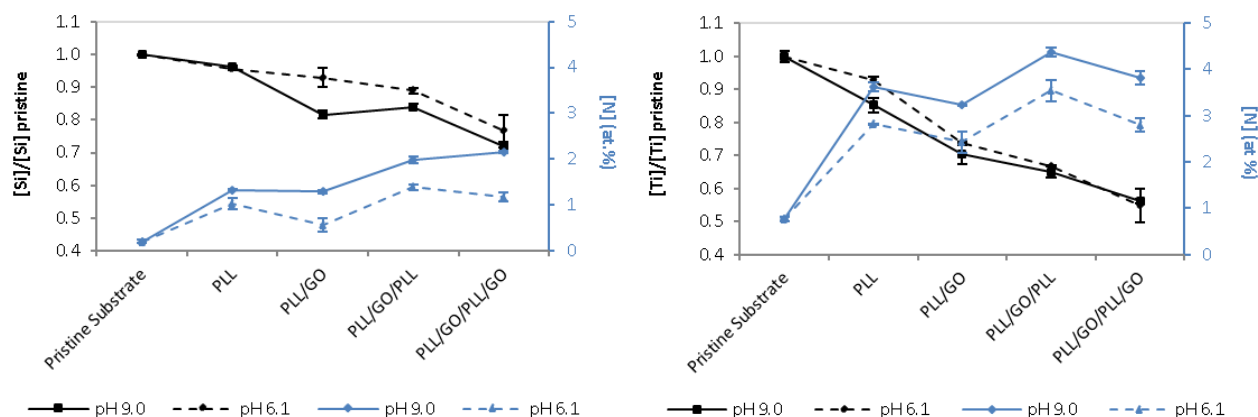 [Si]/[Si] pristine
1.1
1.0
0.9
0.8
0.7
0.6
0.5
0.4
5
4
3
2
1
0
[N] (at.%)
Pristine Substrate
PLL
PLL/GO
PLL/GO/PLL
PLL/GO/PLL/GO
pH 9.0
pH 6.1
pH 9.0
pH 6.1
[Ti]/[Ti] pristine
1.1
1.0
0.9
0.8
0.7
0.6
0.5
0.4
5
4
3
2
1
0
[N] (at %)
Pristine Substrate
PLL
PLL/GO
PLL/GO/PLL
PLL/GO/PLL/GO
pH 9.0
pH 6.1
pH 9.0
pH 6.1